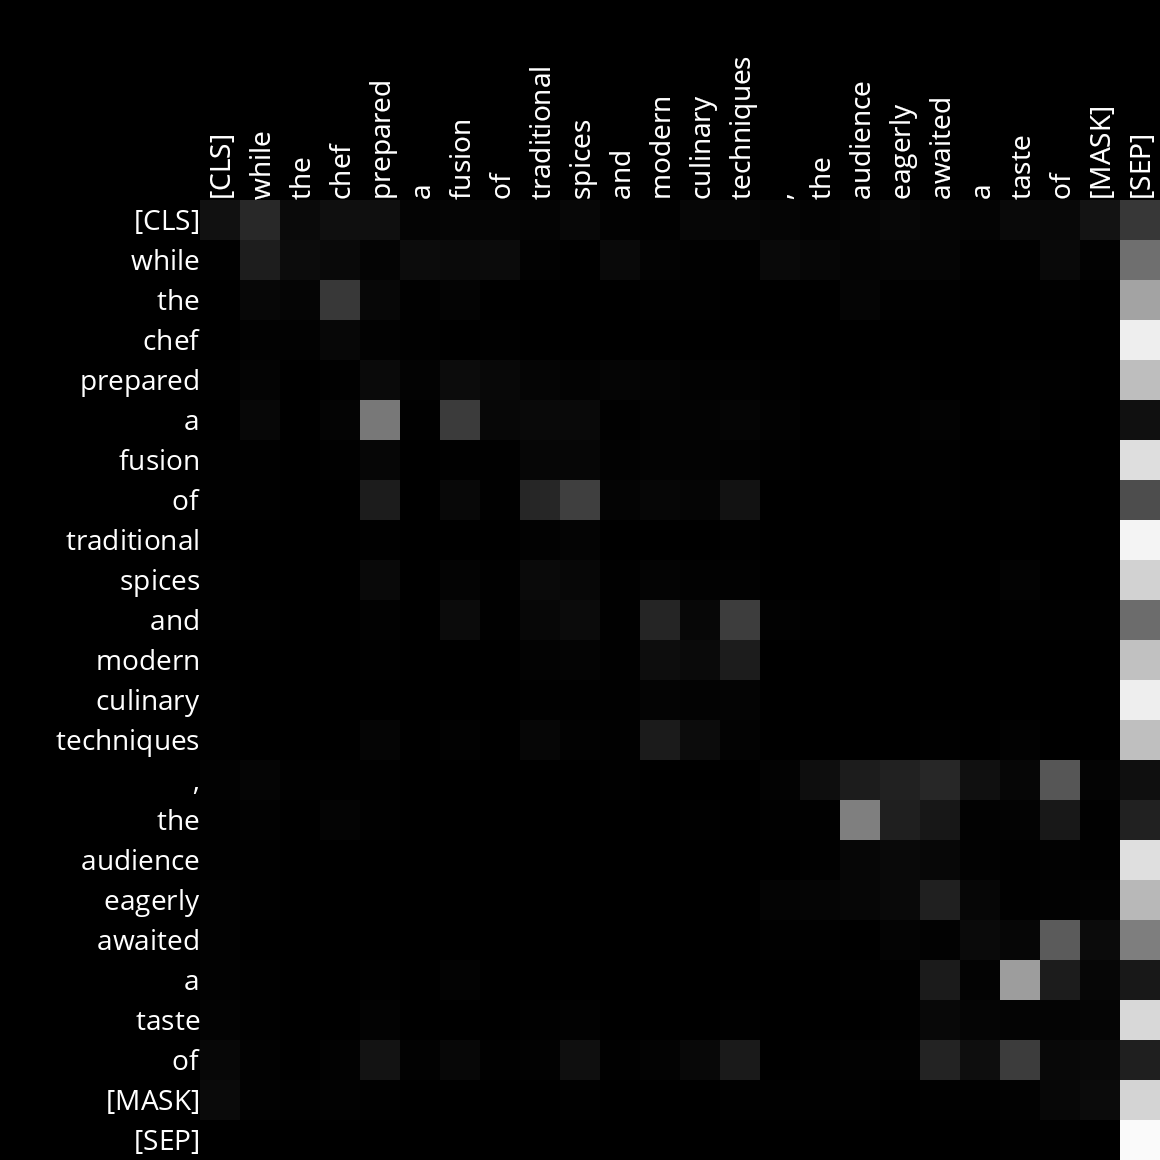 [CLS]
while
the
chef
prepared
a
fusion
of
traditional
spices
and
modern
culinary
techniques
,
the
audience
eagerly
awaited
a
taste
of
[MASK]
[SEP]
[CLS]
while
the
chef
prepared
a
fusion
of
traditional
spices
and
modern
culinary
techniques
,
the
audience
eagerly
awaited
a
taste
of
[MASK]
[SEP]